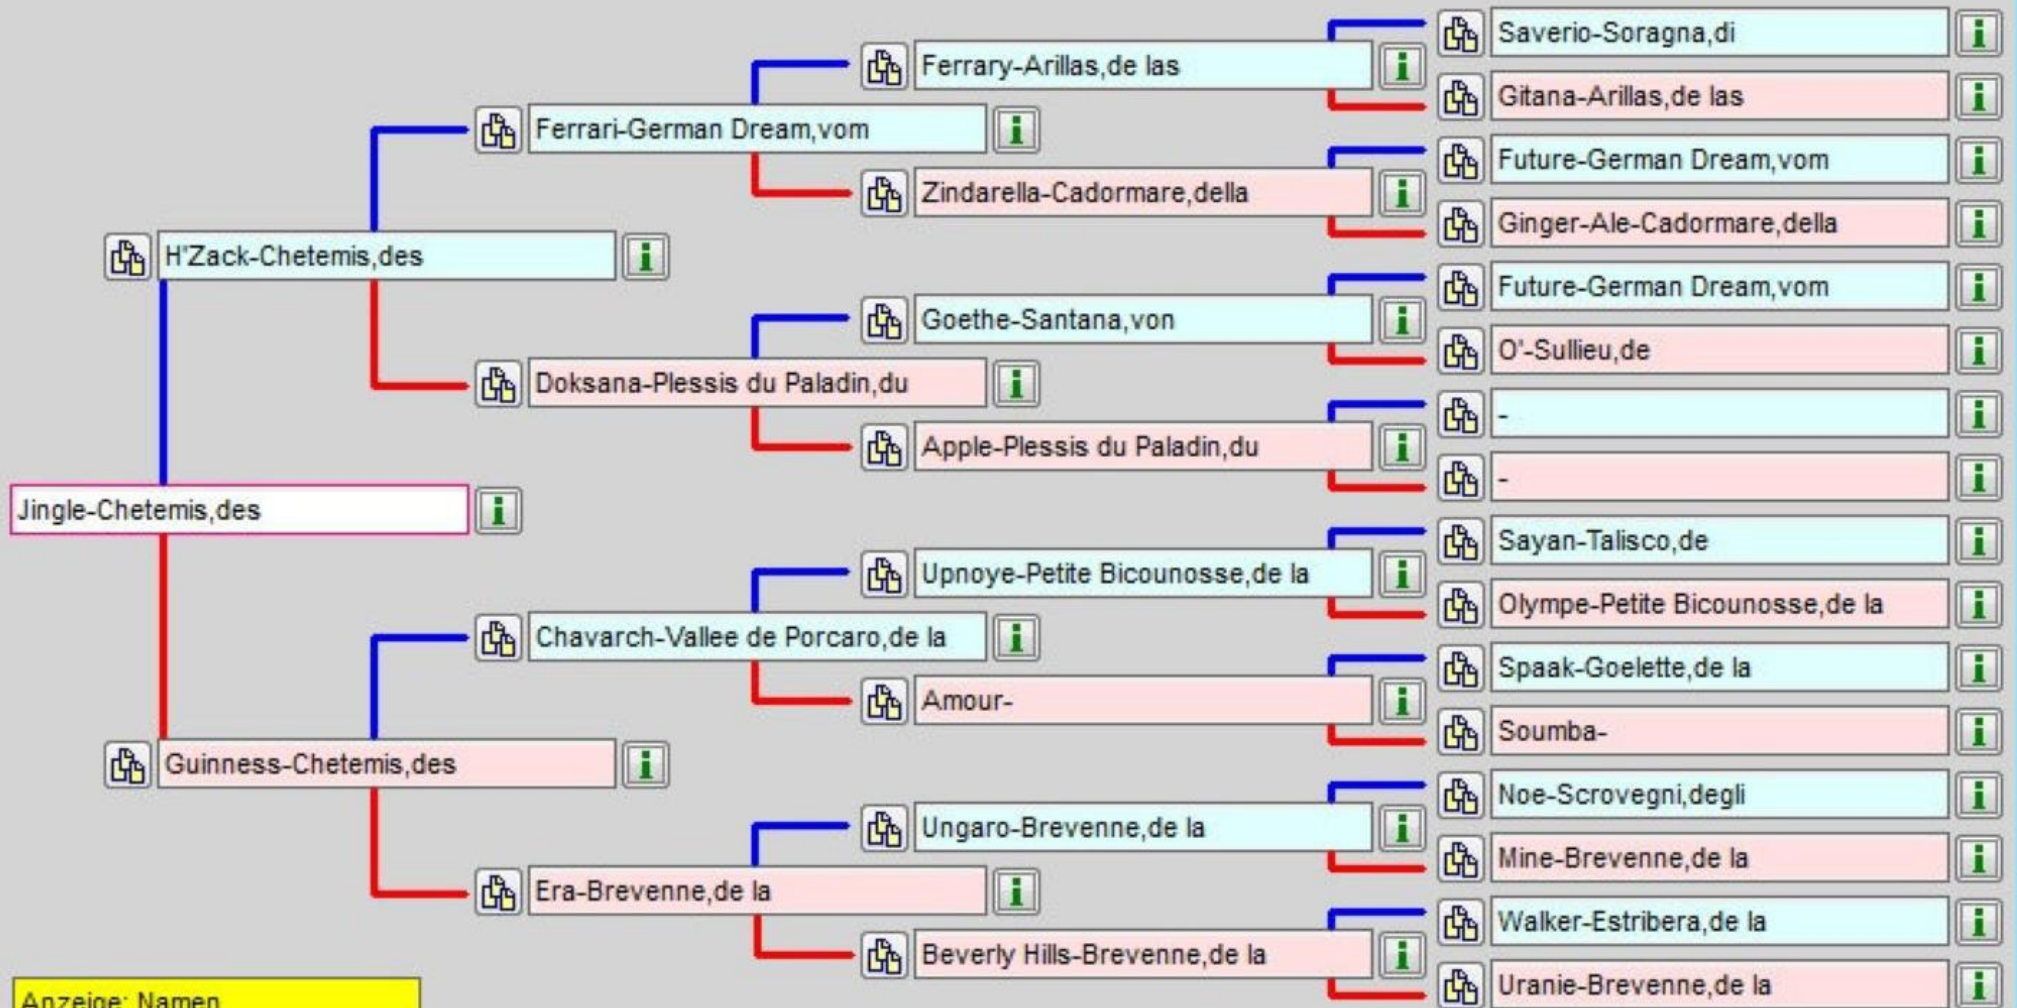 Saverio-Soragna,di
Ferrary-Arillas,de las
Gitana-Arillas,de las
Ferrari-German Dream,vom
Future-German Dream,vom
Zindarella-Cadormare,della
Ginger-Ale-Cadormare,della
H'Zack-Chetemis,des
Future-German Dream,vom
Goethe-Santana,von
O'-Sullieu,de
Doksana-Plessis du Paladin,du
-
Apple-Plessis du Paladin,du
-
Jingle-Chetemis,des
Sayan-Talisco,de
Upnoye-Petite Bicounosse,de la
Olympe-Petite Bicounosse,de la
Chavarch-Vallee de Porcaro,de la
Spaak-Goelette,de la
Amour-
Soumba-
Guinness-Chetemis,des
Noe-Scrovegni,degli
Ungaro-Brevenne,de la
Mine-Brevenne,de la
Era-Brevenne,de la
Walker-Estribera,de la
Beverly Hills-Brevenne,de la
Uranie-Brevenne,de la
Anzeige: Namen